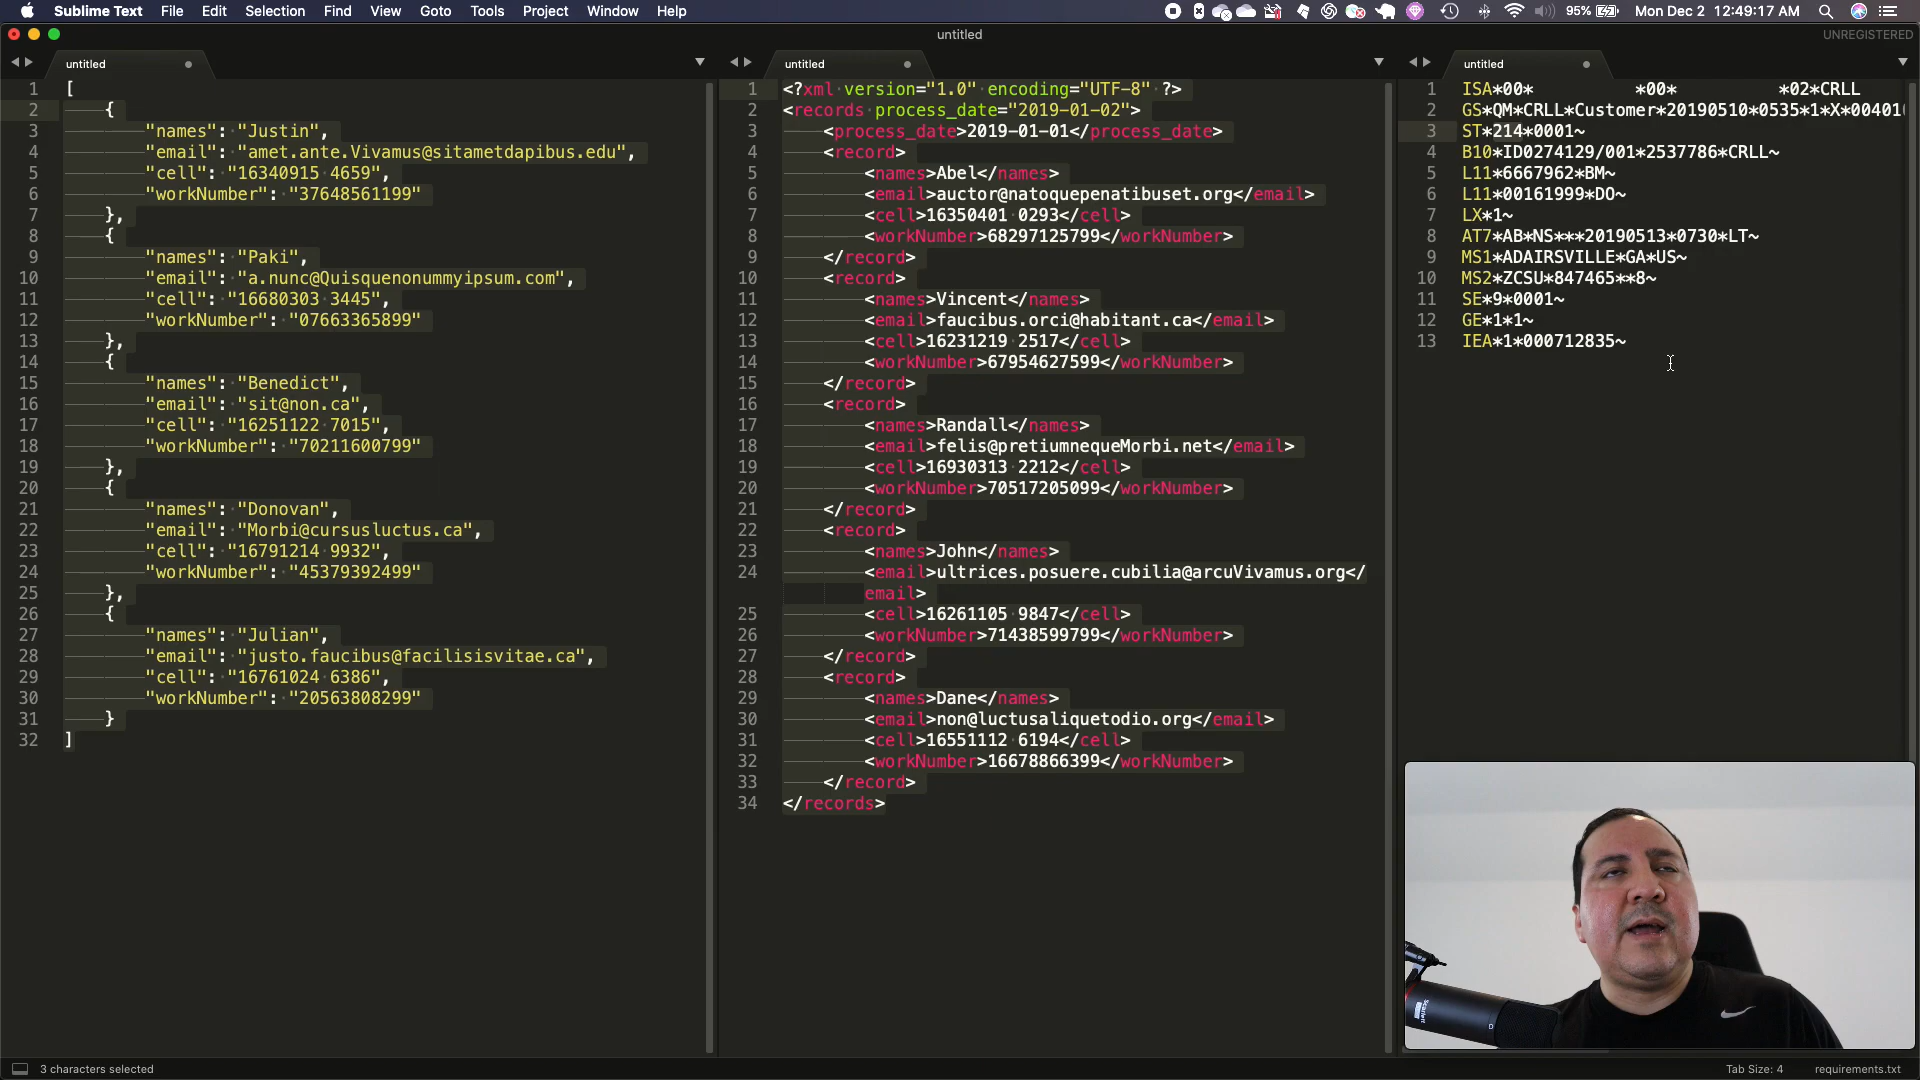 Sublime Text File Edit Selection Find View Goto Tools Project Window Help
95% Mon Dec 2 12:49:17 AM
untitled
UNREGISTERED
untitled
1 [
2 {
3 "names": "Justin",
4 "email": "amet.ante.Vivamus@sitametdapibus.edu",
5 "cell": "16340915 4659",
6 "workNumber": "37648561199"
7 },
8 {
9 "names": "Paki",
10 "email": "a.nunc@Quisquenonummyipsum.com",
11 "cell": "16680303 3445",
12 "workNumber": "07663365899"
13 },
14 {
15 "names": "Benedict",
16 "email": "sit@non.ca",
17 "cell": "16251122 7015",
18 "workNumber": "70211600799"
19 },
20 {
21 "names": "Donovan",
22 "email": "Morbi@cursusluctus.ca",
23 "cell": "16791214 9932",
24 "workNumber": "45379392499"
25 },
26 {
27 "names": "Julian",
28 "email": "justo.faucibus@facilisisvitae.ca",
29 "cell": "16761024 6386",
30 "workNumber": "20563808299"
31 }
32 ]
untitled
1 <?xml version="1.0" encoding="UTF-8" ?>
2 <records process_date="2019-01-02">
3 <process_date>2019-01-01</process_date>
4 <record>
5 <names>Abel</names>
6 <email>auctor@natoquepenatibuset.org</email>
7 <cell>16350401 0293</cell>
8 <workNumber>68297125799</workNumber>
9 </record>
10 <record>
11 <names>Vincent</names>
12 <email>faucibus.orci@habitant.ca</email>
13 <cell>16231219 2517</cell>
14 <workNumber>67954627599</workNumber>
15 </record>
16 <record>
17 <names>Randall</names>
18 <email>felis@pretiumnequeMorbi.net</email>
19 <cell>16930313 2212</cell>
20 <workNumber>70517205099</workNumber>
21 </record>
22 <record>
23 <names>John</names>
24 <email>ultrices.posuere.cubilia@arcuVivamus.org</
email>
25 <cell>16261105 9847</cell>
26 <workNumber>71438599799</workNumber>
27 </record>
28 <record>
29 <names>Dane</names>
30 <email>non@luctusaliquetodio.org</email>
31 <cell>16551112 6194</cell>
32 <workNumber>16678866399</workNumber>
33 </record>
34 </records>
untitled
1 ISA*00* *00* *02*CRLL
2 GS*QM*CRLL*Customer*20190510*0535*1*X*00401
3 ST*214*0001~
4 B10*ID0274129/001*2537786*CRLL~
5 L11*6667962*BM~
6 L11*00161999*DO~
7 LX*1~
8 AT7*AB*NS***20190513*0730*LT~
9 MS1*ADAIRSVILLE*GA*US~
10 MS2*ZCSU*847465**8~
11 SE*9*0001~
12 GE*1*1~
13 IEA*1*000712835~
Scarlett
3 characters selected
Tab Size: 4 requirements.txt